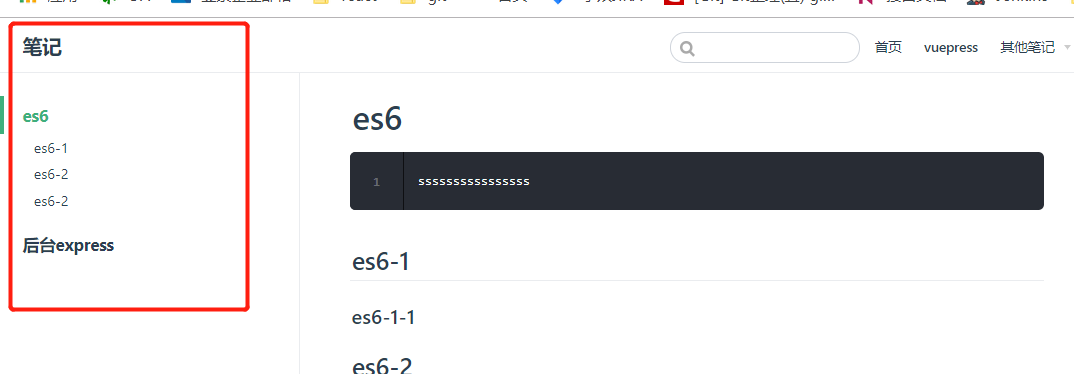 笔记
首页 vuepress 其他笔记
es6
es6-1
es6-2
es6-2
后台express
es6
1 ssssssssssssssss
es6-1
es6-1-1
es6-2